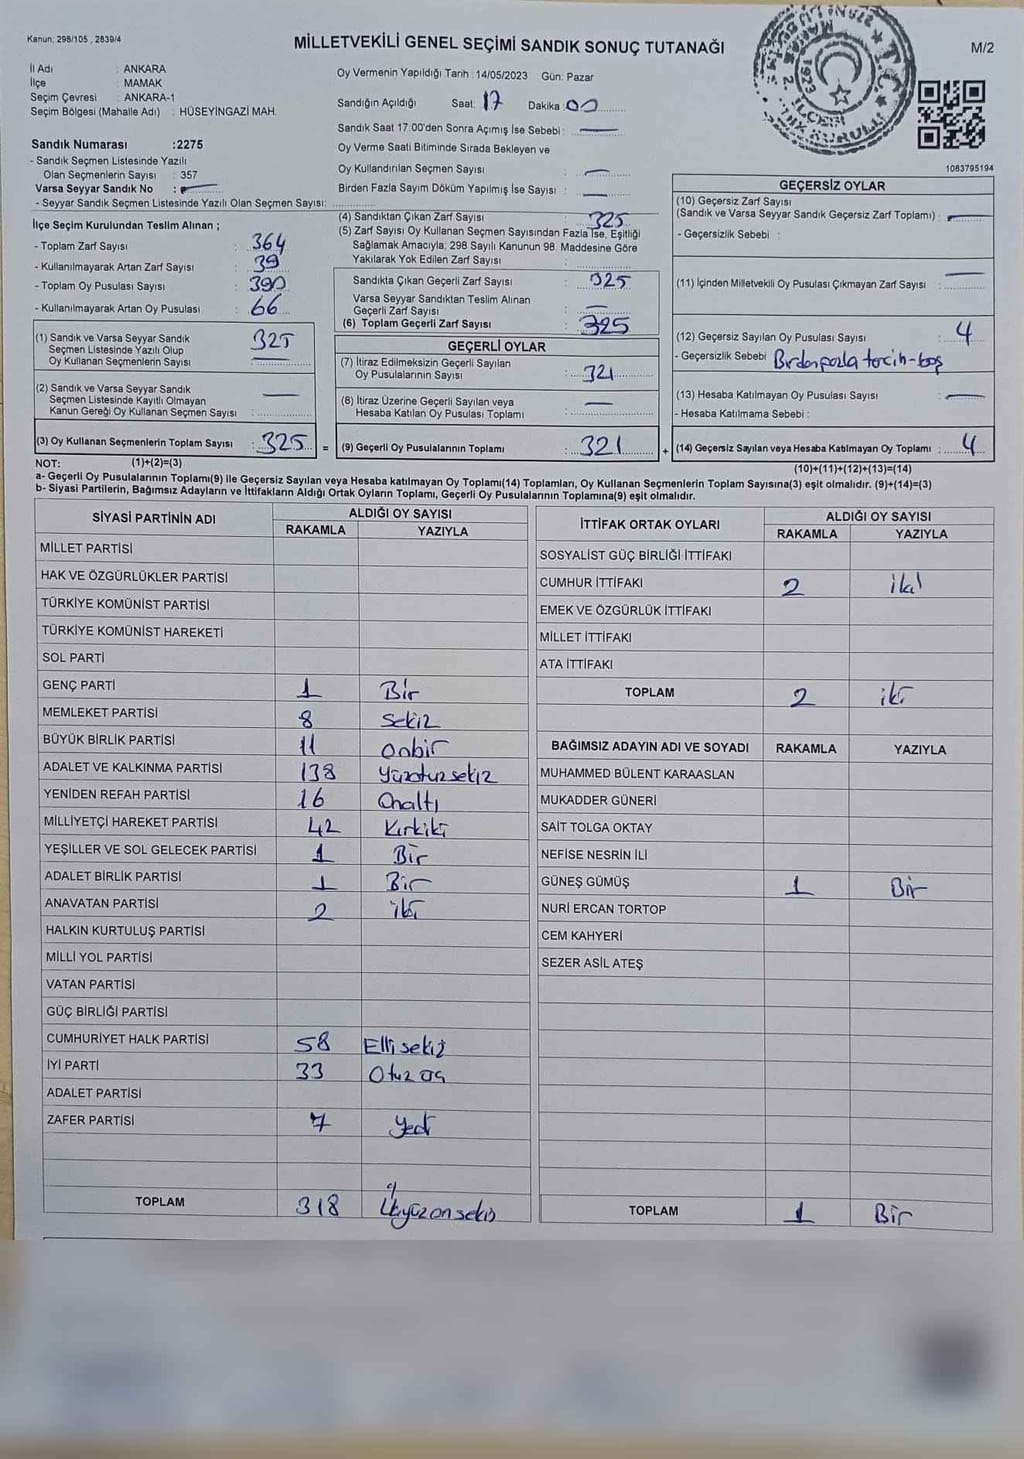 Kanun: 298/105 , 2839/4
MİLLETVEKİLİ GENEL SEÇİMİ SANDIK SONUÇ TUTANAĞI
M/2
İl Adı : ANKARA
İlçe : MAMAK
Seçim Çevresi : ANKARA-1
Seçim Bölgesi (Mahalle Adı) : HÜSEYİNGAZİ MAH.
Sandık Numarası :2275
- Sandık Seçmen Listesinde Yazılı
Olan Seçmenlerin Sayısı : 357
Varsa Seyyar Sandık No : —
- Seyyar Sandık Seçmen Listesinde Yazılı Olan Seçmen Sayısı:
Oy Vermenin Yapıldığı Tarih : 14/05/2023 Gün: Pazar
Sandığın Açıldığı Saat: 17 Dakika 00
Sandık Saat 17:00'den Sonra Açımış İse Sebebi : —
Oy Verme Saati Bitiminde Sırada Bekleyen ve
Oy Kullandırılan Seçmen Sayısı : —
Birden Fazla Sayım Döküm Yapılmış İse Sayısı : —
T.C.
1083795194
İlçe Seçim Kurulundan Teslim Alınan ;
- Toplam Zarf Sayısı : 364
- Kullanılmayarak Artan Zarf Sayısı : 39
- Toplam Oy Pusulası Sayısı : 390
- Kullanılmayarak Artan Oy Pusulası : 66
(1) Sandık ve Varsa Seyyar Sandık
Seçmen Listesinde Yazılı Olup
Oy Kullanan Seçmenlerin Sayısı : 325
(2) Sandık ve Varsa Seyyar Sandık
Seçmen Listesinde Kayıtlı Olmayan
Kanun Gereği Oy Kullanan Seçmen Sayısı : —
(3) Oy Kullanan Seçmenlerin Toplam Sayısı : 325 =
(1)+(2)=(3)
(4) Sandıktan Çıkan Zarf Sayısı : 325
(5) Zarf Sayısı Oy Kullanan Seçmen Sayısından Fazla İse, Eşitliği
Sağlamak Amacıyla; 298 Sayılı Kanunun 98. Maddesine Göre
Yakılarak Yok Edilen Zarf Sayısı :
Sandıkta Çıkan Geçerli Zarf Sayısı : 325
Varsa Seyyar Sandıktan Teslim Alınan
Geçerli Zarf Sayısı : —
(6) Toplam Geçerli Zarf Sayısı : 325
GEÇERLİ OYLAR
(7) İtiraz Edilmeksizin Geçerli Sayılan
Oy Pusulalarının Sayısı : 321
(8) İtiraz Üzerine Geçerli Sayılan veya
Hesaba Katılan Oy Pusulası Toplamı : —
(9) Geçerli Oy Pusulalarının Toplamı : 321 +
GEÇERSİZ OYLAR
(10) Geçersiz Zarf Sayısı
(Sandık ve Varsa Seyyar Sandık Geçersiz Zarf Toplamı) : —
- Geçersizlik Sebebi :
(11) İçinden Milletvekili Oy Pusulası Çıkmayan Zarf Sayısı : —
(12) Geçersiz Sayılan Oy Pusulası Sayısı : 4
- Geçersizlik Sebebi : Birden fazla tercih-boş
(13) Hesaba Katılmayan Oy Pusulası Sayısı : —
- Hesaba Katılmama Sebebi :
(14) Geçersiz Sayılan veya Hesaba Katılmayan Oy Toplamı : 4
(10)+(11)+(12)+(13)=(14)
NOT:
a- Geçerli Oy Pusulalarının Toplamı(9) ile Geçersiz Sayılan veya Hesaba katılmayan Oy Toplamı(14) Toplamları, Oy Kullanan Seçmenlerin Toplam Sayısına(3) eşit olmalıdır. (9)+(14)=(3)
b- Siyasi Partilerin, Bağımsız Adayların ve İttifakların Aldığı Ortak Oyların Toplamı, Geçerli Oy Pusulalarının Toplamına(9) eşit olmalıdır.
SİYASİ PARTİNİN ADI ALDIĞI OY SAYISI
RAKAMLA YAZIYLA
MİLLET PARTİSİ
HAK VE ÖZGÜRLÜKLER PARTİSİ
TÜRKİYE KOMÜNİST PARTİSİ
TÜRKİYE KOMÜNİST HAREKETİ
SOL PARTİ
GENÇ PARTİ 1 Bir
MEMLEKET PARTİSİ 8 Sekiz
BÜYÜK BİRLİK PARTİSİ 11 Onbir
ADALET VE KALKINMA PARTİSİ 138 Yüzotuzsekiz
YENİDEN REFAH PARTİSİ 16 Onaltı
MİLLİYETÇİ HAREKET PARTİSİ 42 Kırkiki
YEŞİLLER VE SOL GELECEK PARTİSİ 1 Bir
ADALET BİRLİK PARTİSİ 1 Bir
ANAVATAN PARTİSİ 2 iki
HALKIN KURTULUŞ PARTİSİ
MİLLİ YOL PARTİSİ
VATAN PARTİSİ
GÜÇ BİRLİĞİ PARTİSİ
CUMHURİYET HALK PARTİSİ 58 Ellisekiz
İYİ PARTİ 33 Otuz üç
ADALET PARTİSİ
ZAFER PARTİSİ 7 Yedi
TOPLAM 318 Üçyüzonsekiz
İTTİFAK ORTAK OYLARI ALDIĞI OY SAYISI
RAKAMLA YAZIYLA
SOSYALİST GÜÇ BİRLİĞİ İTTİFAKI
CUMHUR İTTİFAKI 2 iki
EMEK VE ÖZGÜRLÜK İTTİFAKI
MİLLET İTTİFAKI
ATA İTTİFAKI
TOPLAM 2 iki
BAĞIMSIZ ADAYIN ADI VE SOYADI RAKAMLA YAZIYLA
MUHAMMED BÜLENT KARAASLAN
MUKADDER GÜNERİ
SAİT TOLGA OKTAY
NEFİSE NESRİN İLİ
GÜNEŞ GÜMÜŞ 1 Bir
NURİ ERCAN TORTOP
CEM KAHYERİ
SEZER ASİL ATEŞ
TOPLAM 1 Bir